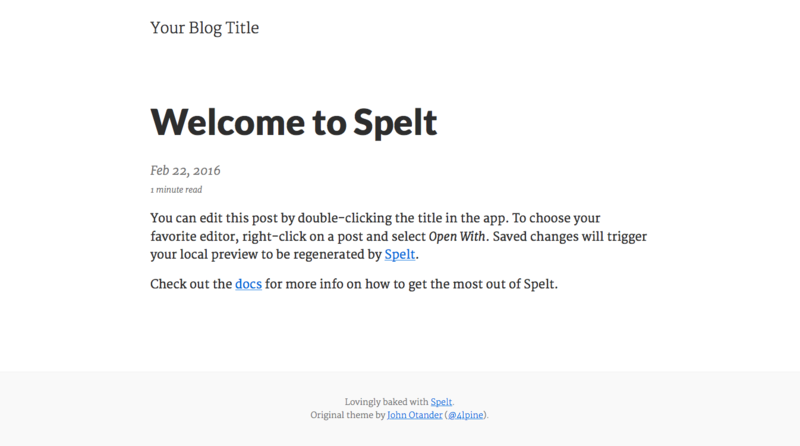 Your Blog Title
Welcome to Spelt
Feb 22, 2016
1 minute read
You can edit this post by double-clicking the title in the app. To choose your
favorite editor, right-click on a post and select Open With. Saved changes will trigger
your local preview to be regenerated by Spelt.
Check out the docs for more info on how to get the most out of Spelt.
Lovingly baked with Spelt.
Original theme by John Otander (@4lpine).